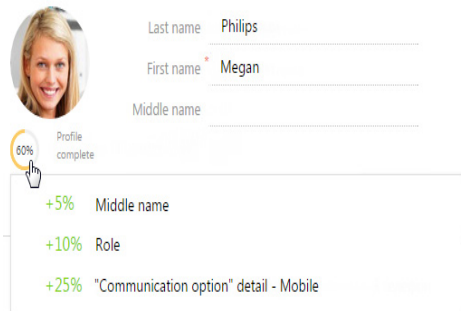 Last name Philips
First name * Megan
Middle name
60% Profile
complete
+5% Middle name
+10% Role
+25% "Communication option" detail - Mobile